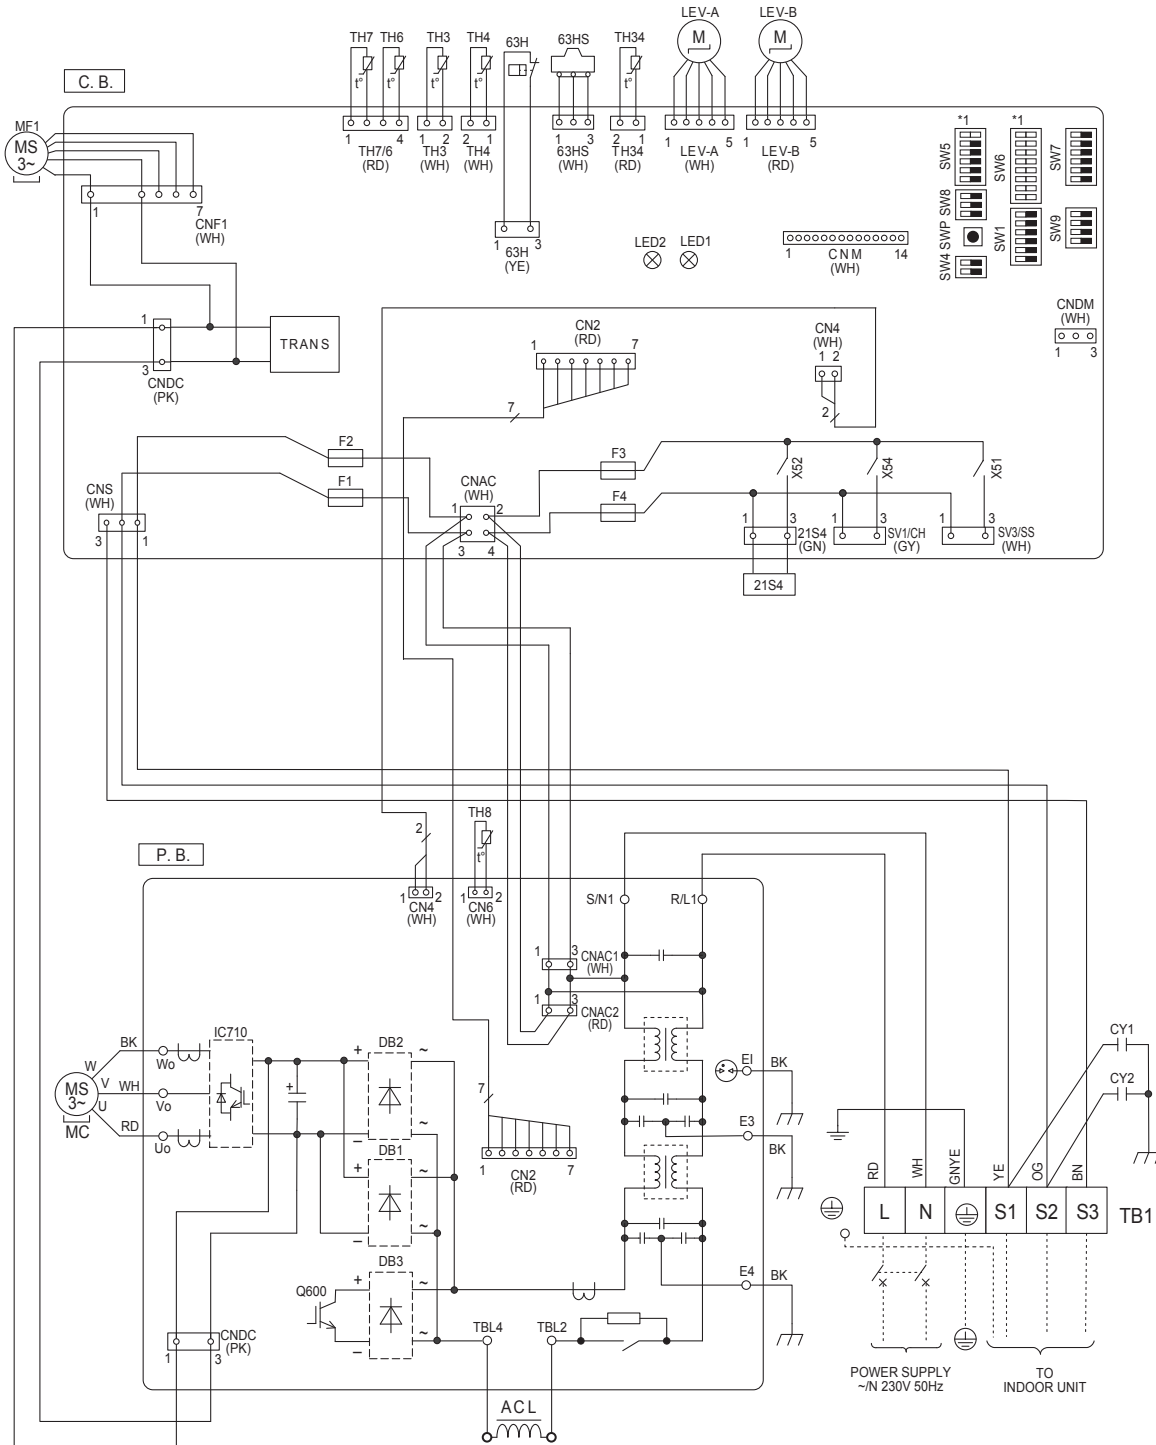 LEV-A LEV-B
M M
TH7 TH6 TH3 TH4 63H 63HS TH34
t° t° t° t° t°
C. B.
MF1
MS
3~
1 4 1 2 2 1 1 3 2 1 1 5 1 5
TH7/6
(RD)
TH3
(WH)
TH4
(WH)
63HS
(WH)
TH34
(RD)
LEV-A
(WH)
LEV-B
(RD)
*1 *1
SW5 SW6 SW7
SW8
SWP SW1 SW9
SW4
1 7
CNF1
(WH)
1 3
63H
(YE)
LED2 LED1
1 14
CNM
(WH)
CNDM
(WH)
1 3
1
3
CNDC
(PK)
TRANS
CN2
(RD)
1 7
7
CN4
(WH)
1 2
2
F2
F1
F3
F4
CNS
(WH)
3 1
CNAC
(WH)
1 2
3 4
X52 X54 X51
1 3
21S4
(GN)
1 3
SV1/CH
(GY)
1 3
SV3/SS
(WH)
21S4
P. B.
2
TH8
t°
1 2
CN4
(WH)
1 2
CN6
(WH)
S/N1 R/L1
1 3
CNAC1
(WH)
1 3
CNAC2
(RD)
IC710
BK
WH
RD
W
V
U
Wo
Vo
Uo
MS
3~
MC
+
+ DB2 ~
– ~
+ DB1 ~
– ~
+ DB3 ~
– ~
Q600
7
1 7
CN2
(RD)
EI BK
E3
BK
E4 BK
CY1
CY2
RD WH GNYE YE OG BN
L N S1 S2 S3 TB1
CNDC
(PK)
1 3
TBL4 TBL2
ACL
POWER SUPPLY
~/N 230V 50Hz
TO
INDOOR UNIT